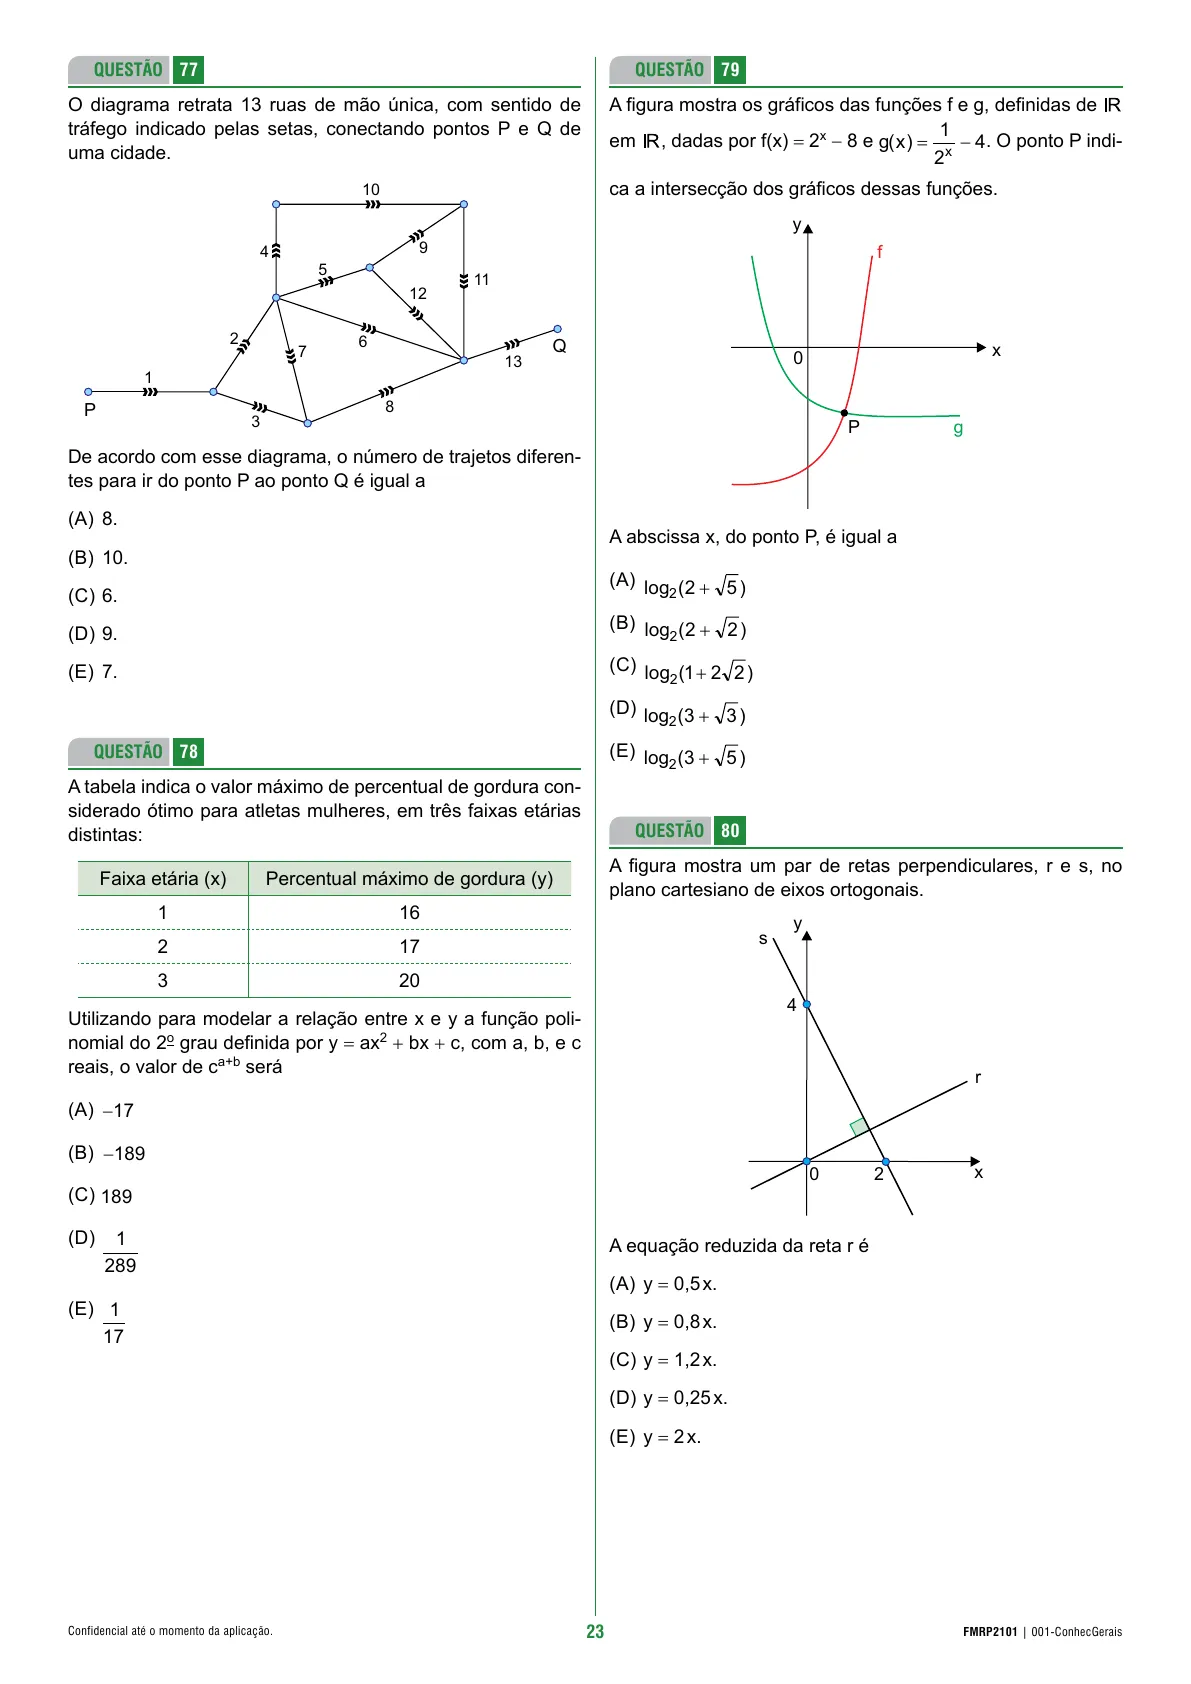 QUESTÃO 77
O diagrama retrata 13 ruas de mão única, com sentido de
tráfego indicado pelas setas, conectando pontos P e Q de
uma cidade.
10
4
9
5
11
12
2
7
6
Q
13
1
P
8
3
De acordo com esse diagrama, o número de trajetos diferen-
tes para ir do ponto P ao ponto Q é igual a
(A) 8.
(B) 10.
(C) 6.
(D) 9.
(E) 7.
QUESTÃO 78
A tabela indica o valor máximo de percentual de gordura con-
siderado ótimo para atletas mulheres, em três faixas etárias
distintas:
Faixa etária (x) Percentual máximo de gordura (y)
1 16
2 17
3 20
Utilizando para modelar a relação entre x e y a função poli-
nomial do 2º grau definida por y = ax² + bx + c, com a, b, e c
reais, o valor de c^(a+b) será
(A) −17
(B) −189
(C) 189
(D) 1/289
(E) 1/17
QUESTÃO 79
A figura mostra os gráficos das funções f e g, definidas de ℝ
em ℝ, dadas por f(x) = 2^x − 8 e g(x) = 1/2^x − 4. O ponto P indi-
ca a intersecção dos gráficos dessas funções.
y
f
0
x
P
g
A abscissa x, do ponto P, é igual a
(A) log₂(2 + √5)
(B) log₂(2 + √2)
(C) log₂(1 + 2√2)
(D) log₂(3 + √3)
(E) log₂(3 + √5)
QUESTÃO 80
A figura mostra um par de retas perpendiculares, r e s, no
plano cartesiano de eixos ortogonais.
y
s
4
r
0
2
x
A equação reduzida da reta r é
(A) y = 0,5x.
(B) y = 0,8x.
(C) y = 1,2x.
(D) y = 0,25x.
(E) y = 2x.
Confidencial até o momento da aplicação.
23
FMRP2101 | 001-ConhecGerais